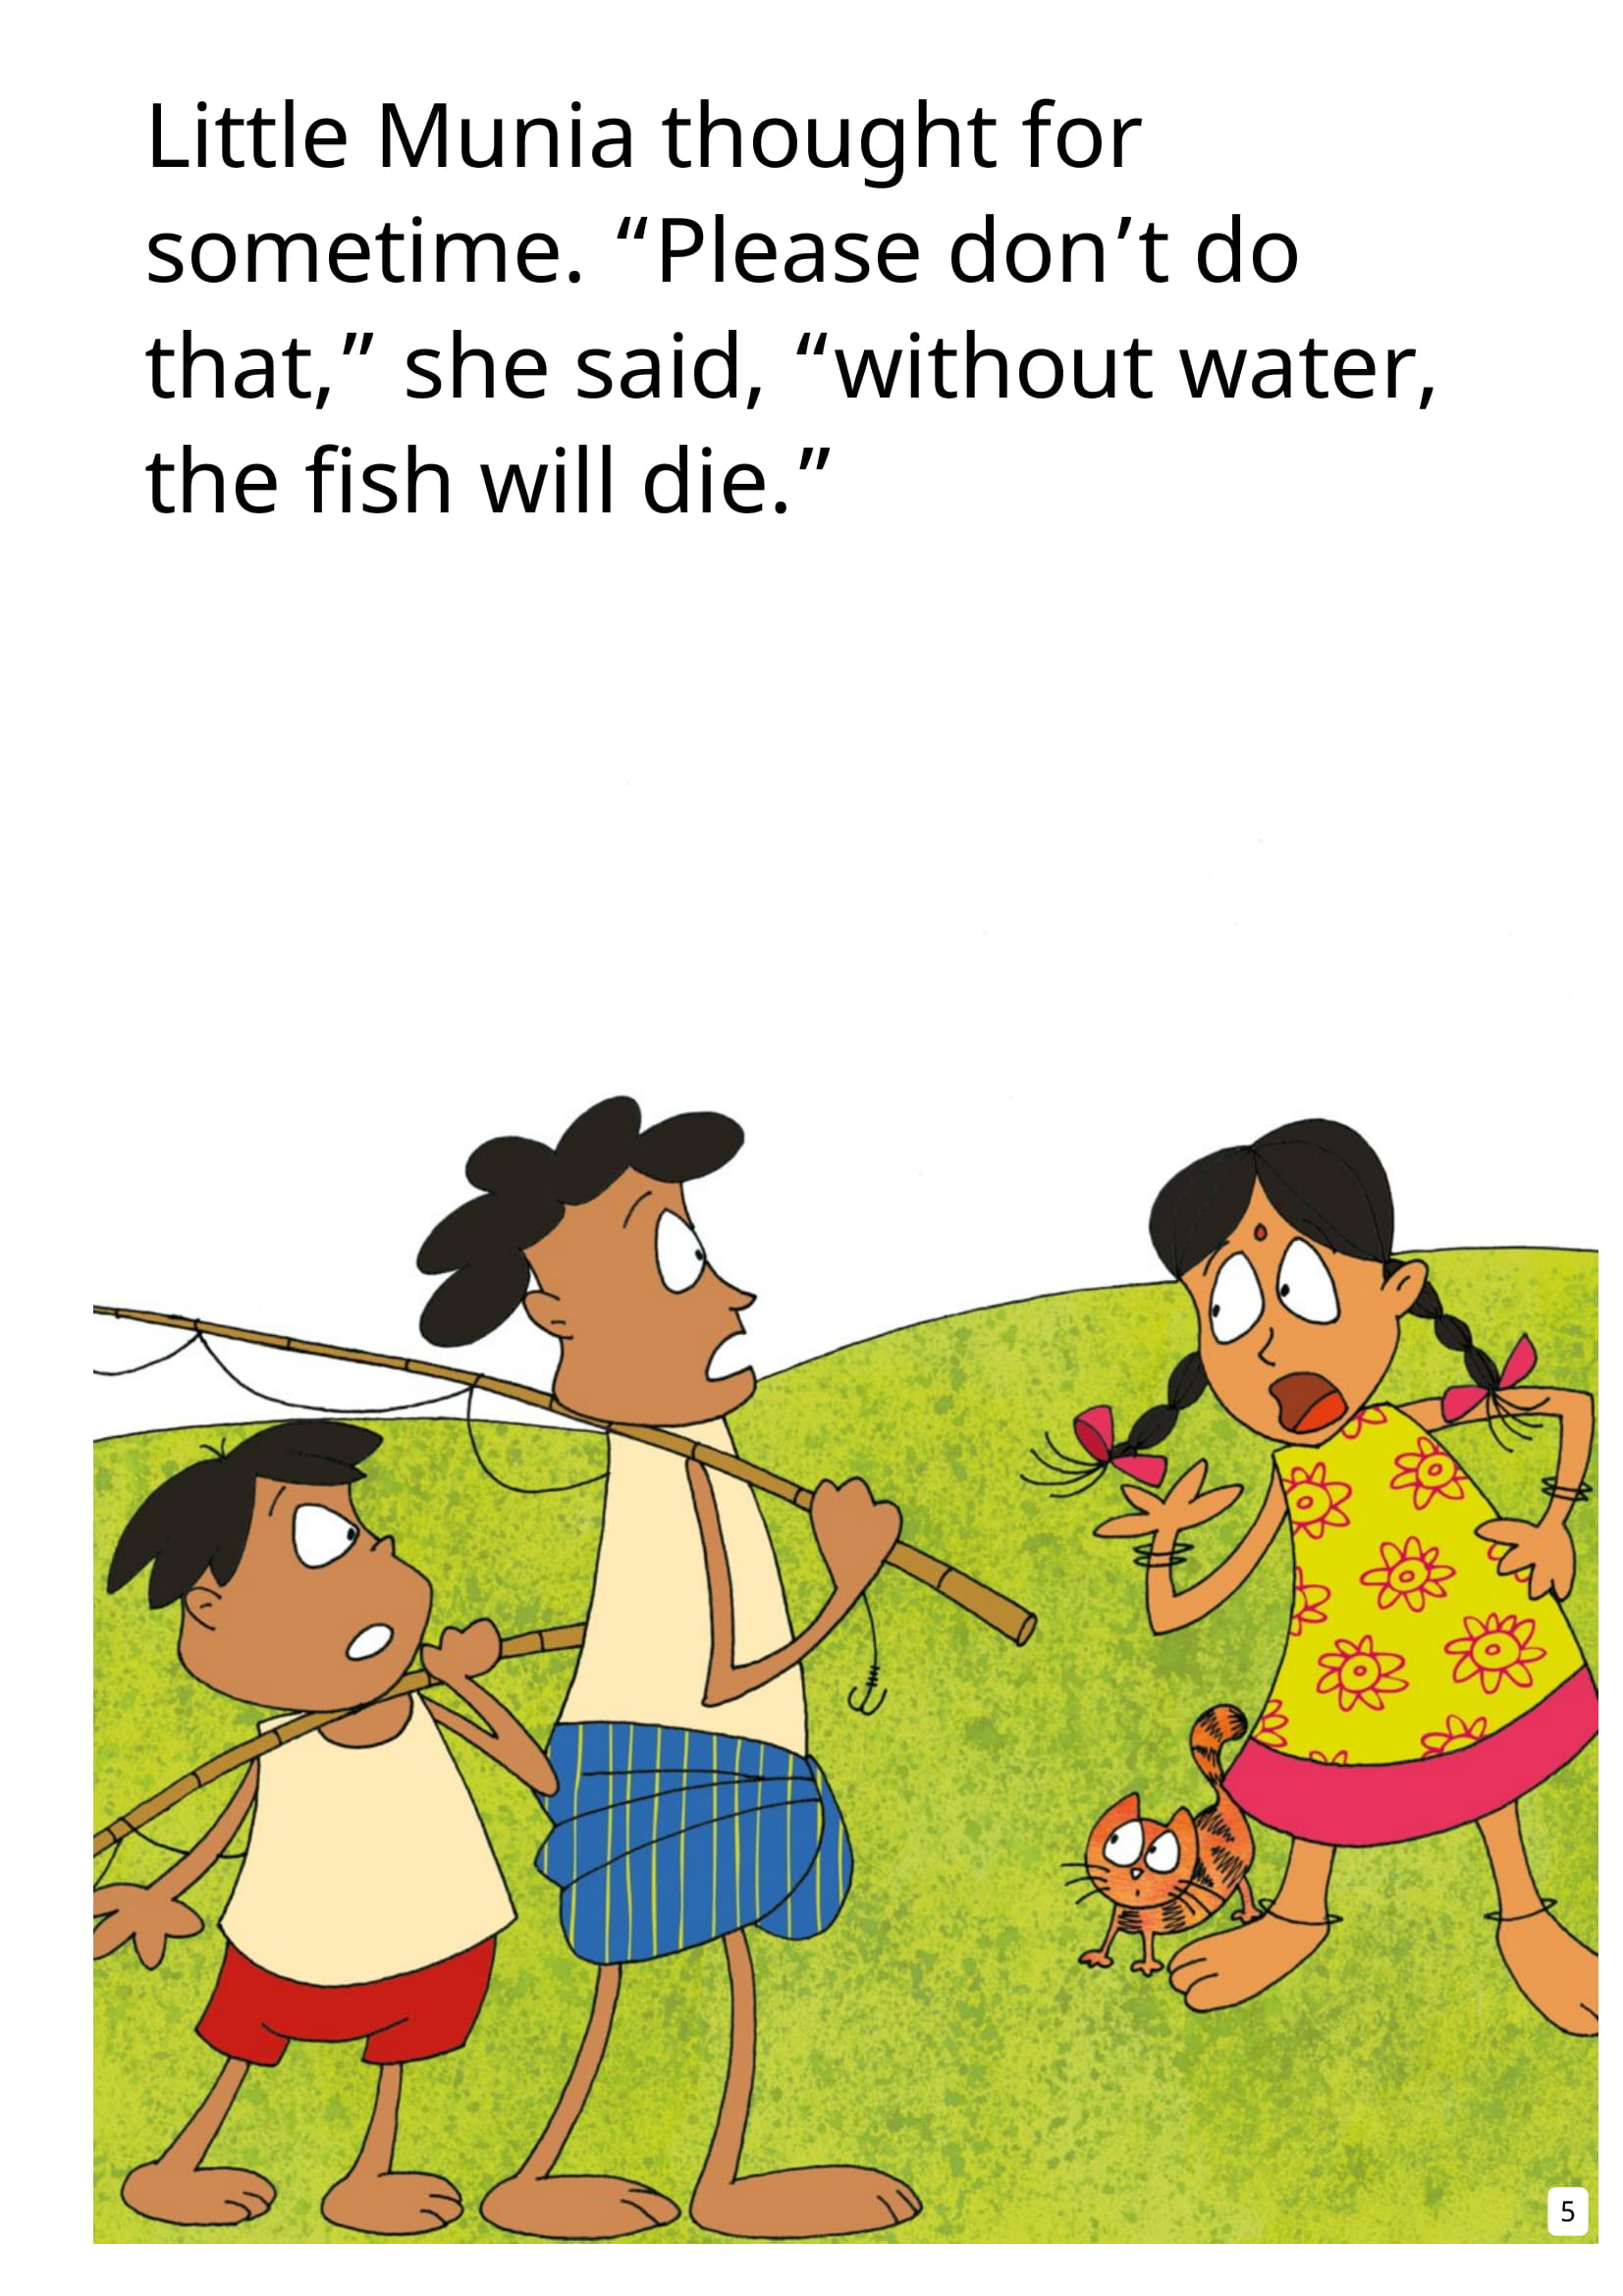 Little Munia thought for
sometime. “Please don’t do
that,” she said, “without water,
the fish will die.”
5